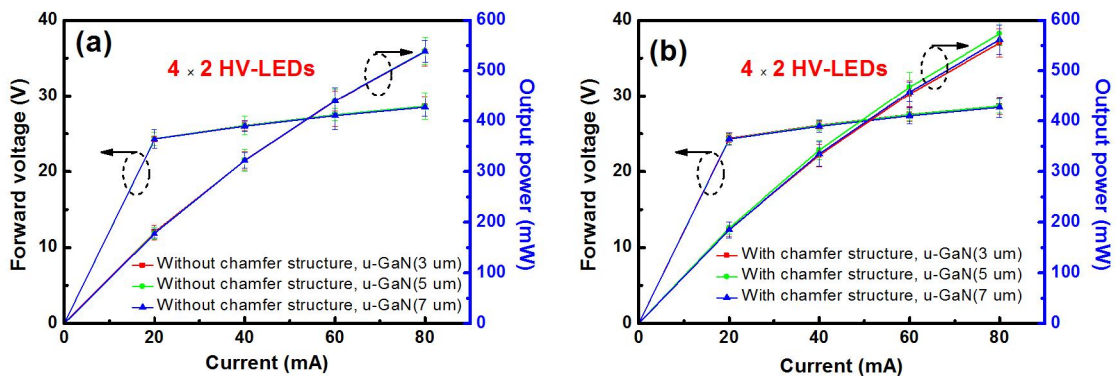 (a)
4 × 2 HV-LEDs
Forward voltage (V)
40
30
20
10
0
600
500
400
300
200
100
0
Output power (mW)
Without chamfer structure, u-GaN(3 um)
Without chamfer structure, u-GaN(5 um)
Without chamfer structure, u-GaN(7 um)
0 20 40 60 80
Current (mA)
(b)
4 × 2 HV-LEDs
Forward voltage (V)
40
30
20
10
0
600
500
400
300
200
100
0
Output power (mW)
With chamfer structure, u-GaN(3 um)
With chamfer structure, u-GaN(5 um)
With chamfer structure, u-GaN(7 um)
0 20 40 60 80
Current (mA)